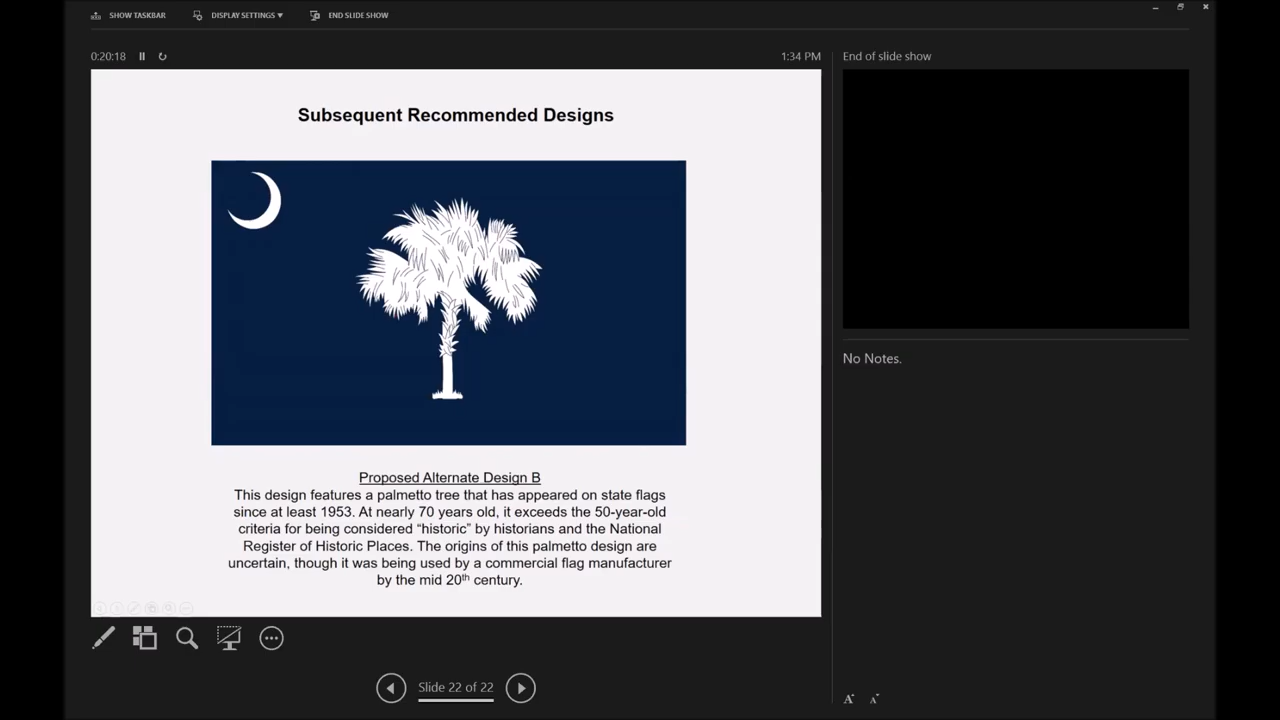 SHOW TASKBAR
DISPLAY SETTINGS ▼
END SLIDE SHOW
0:20:18
1:34 PM
End of slide show
Subsequent Recommended Designs
Proposed Alternate Design B
This design features a palmetto tree that has appeared on state flags
since at least 1953. At nearly 70 years old, it exceeds the 50-year-old
criteria for being considered “historic” by historians and the National
Register of Historic Places. The origins of this palmetto design are
uncertain, though it was being used by a commercial flag manufacturer
by the mid 20th century.
No Notes.
Slide 22 of 22
A A